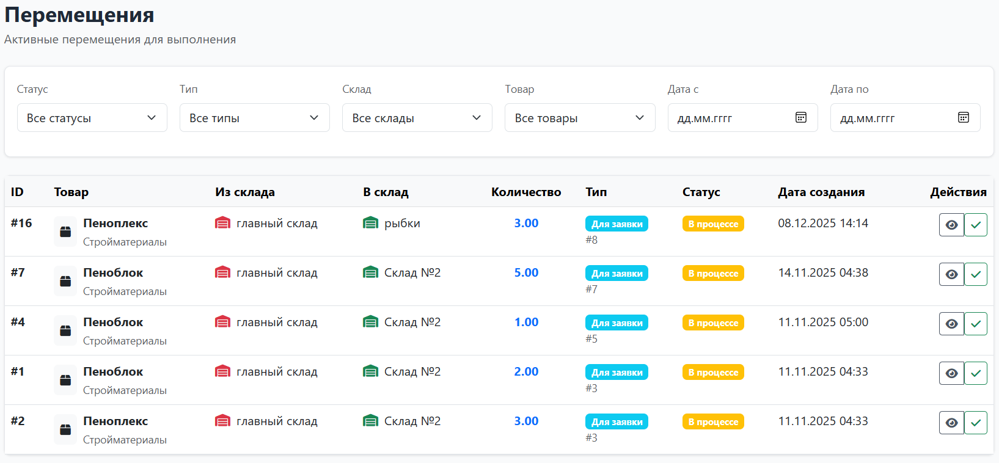 Перемещения
Активные перемещения для выполнения
Статус Тип Склад Товар Дата с Дата по
Все статусы Все типы Все склады Все товары дд.мм.гггг дд.мм.гггг
ID Товар Из склада В склад Количество Тип Статус Дата создания Действия
#16 Пеноплекс главный склад рыбки 3.00 Для заявки В процессе 08.12.2025 14:14
Стройматериалы #8
#7 Пеноблок главный склад Склад №2 5.00 Для заявки В процессе 14.11.2025 04:38
Стройматериалы #7
#4 Пеноблок главный склад Склад №2 1.00 Для заявки В процессе 11.11.2025 05:00
Стройматериалы #5
#1 Пеноблок главный склад Склад №2 2.00 Для заявки В процессе 11.11.2025 04:33
Стройматериалы #3
#2 Пеноплекс главный склад Склад №2 3.00 Для заявки В процессе 11.11.2025 04:33
Стройматериалы #3